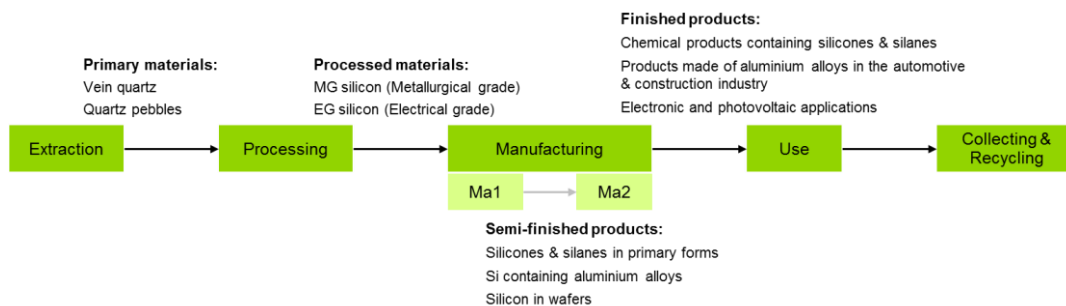 Finished products:
Chemical products containing silicones & silanes
Products made of aluminium alloys in the automotive
& construction industry
Electronic and photovoltaic applications
Primary materials:
Vein quartz
Quartz pebbles
Processed materials:
MG silicon (Metallurgical grade)
EG silicon (Electrical grade)
Extraction
Processing
Manufacturing
Use
Collecting &
Recycling
Ma1
Ma2
Semi-finished products:
Silicones & silanes in primary forms
Si containing aluminium alloys
Silicon in wafers